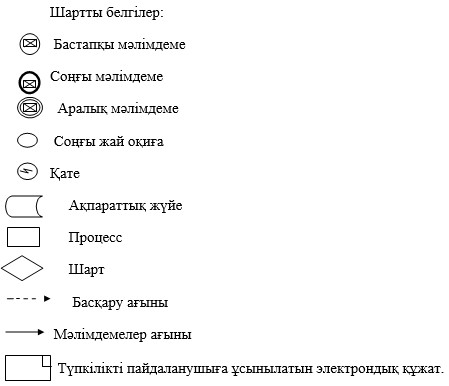 Шартты белгілер:
Бастапқы мәлімдеме
Соңғы мәлімдеме
Аралық мәлімдеме
Соңғы жай оқиға
Қате
Ақпараттық жүйе
Процесс
Шарт
Басқару ағыны
Мәлімдемелер ағыны
Түпкілікті пайдаланушыға ұсынылатын электрондық құжат.